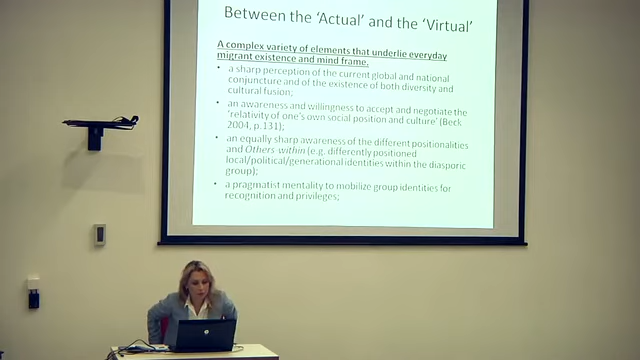 Between the 'Actual' and the 'Virtual'
A complex variety of elements that underlie everyday
migrant existence and mind frame.
• a sharp perception of the current global and national
conjuncture and of the existence of both diversity and
cultural fusion;
• an awareness and willingness to accept and negotiate the
'relativity of one's own social position and culture' (Beck
2004, p.131);
• an equally sharp awareness of the different positionalities
and Others-within (e.g. differently positioned
local/political/generational identities within the diasporic
group);
• a pragmatist mentality to mobilize group identities for
recognition and privileges;
hp